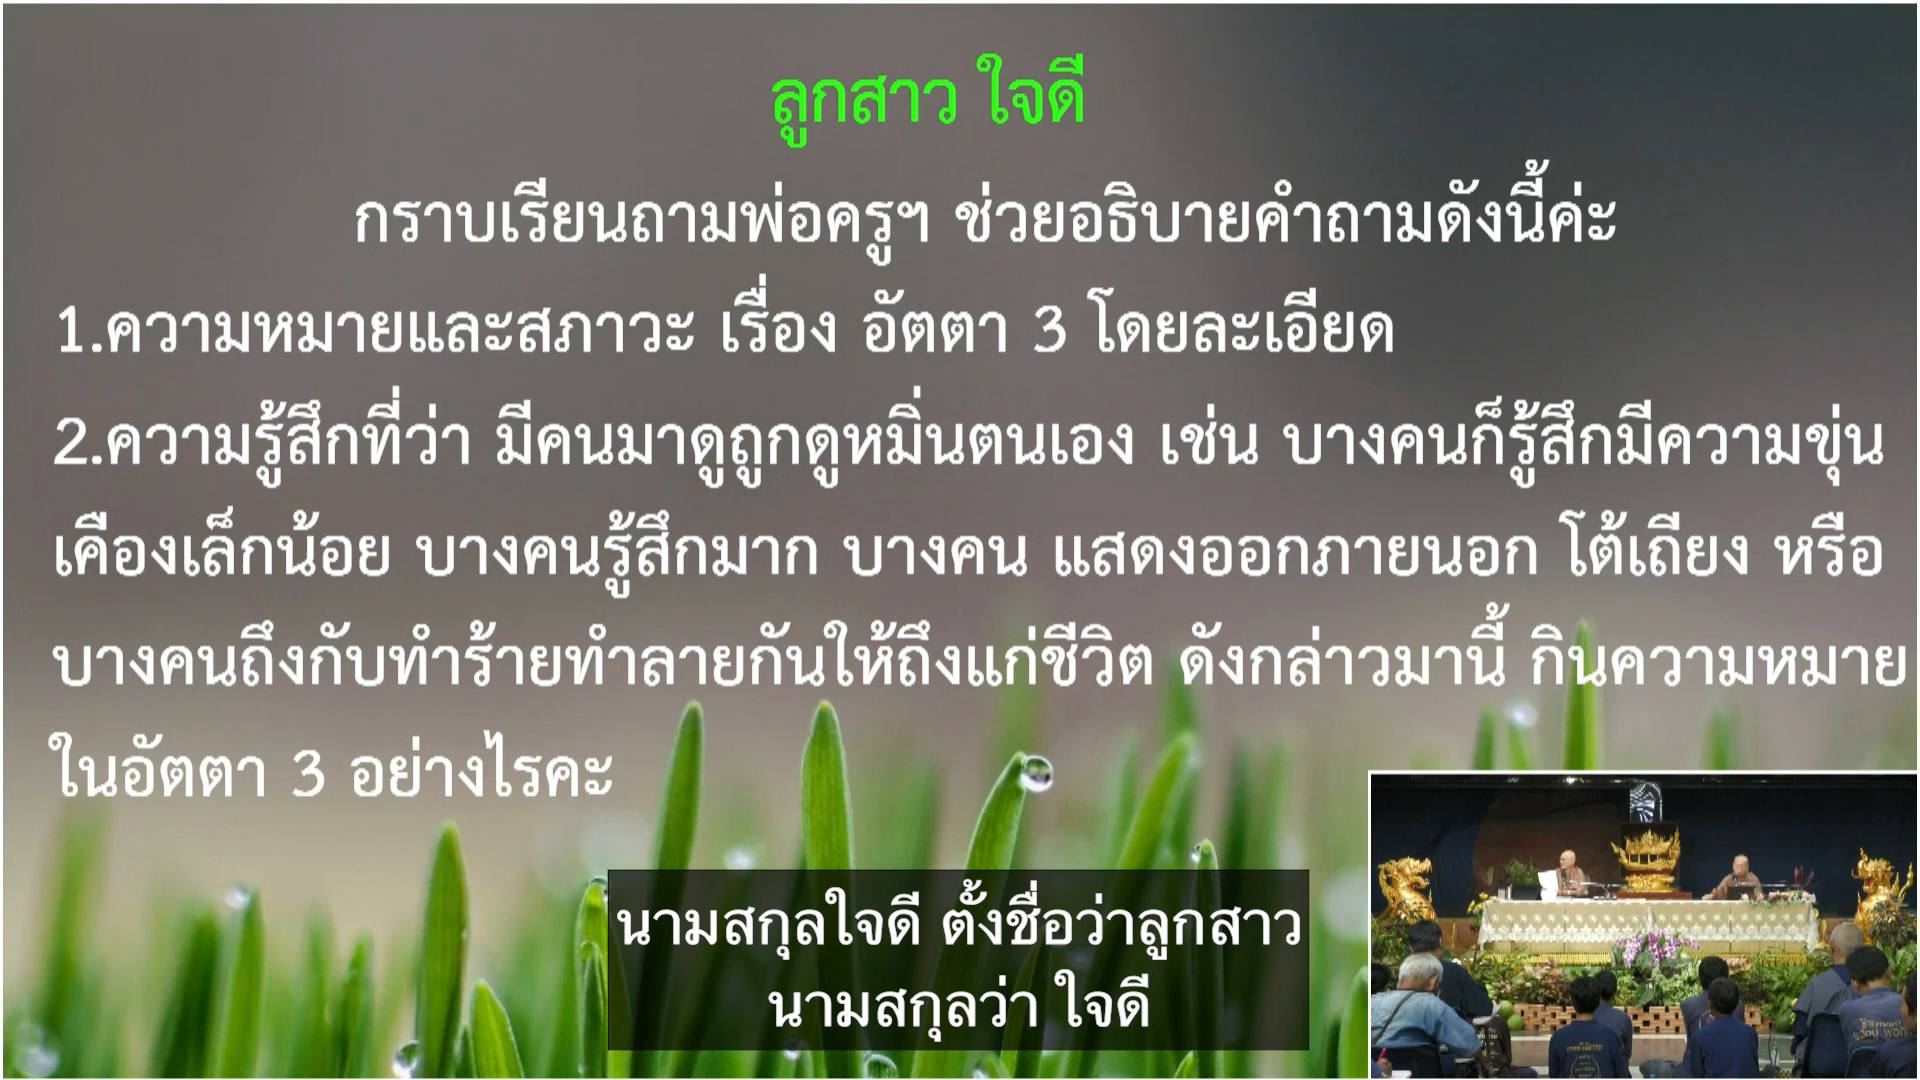 ลูกสาว ใจดี
กราบเรียนถามพ่อครูฯ ช่วยอธิบายคำถามดังนี้ค่ะ
1.ความหมายและสภาวะ เรื่อง อัตตา 3 โดยละเอียด
2.ความรู้สึกที่ว่า มีคนมาดูถูกดูหมิ่นตนเอง เช่น บางคนก็รู้สึกมีความขุ่น
เคืองเล็กน้อย บางคนรู้สึกมาก บางคน แสดงออกภายนอก โต้เถียง หรือ
บางคนถึงกับทำร้ายทำลายกันให้ถึงแก่ชีวิต ดังกล่าวมานี้ กินความหมาย
ในอัตตา 3 อย่างไรคะ
นามสกุลใจดี ตั้งชื่อว่าลูกสาว
นามสกุลว่า ใจดี